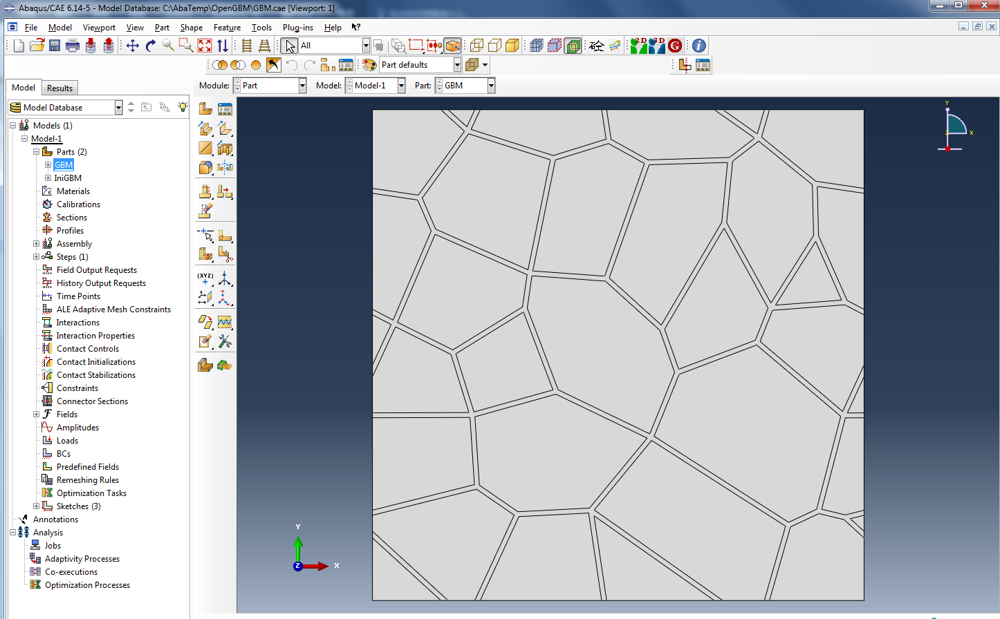 Abaqus/CAE 6.14-5 - Model Database: C:\AbaTemp\OpenGBM\GBM.cae [Viewport: 1]
File Model Viewport View Part Shape Feature Tools Plug-ins Help
All
2D 3D G i
Part defaults
Model Results
Module: Part Model: Model-1 Part: GBM
Model Database
Models (1)
Model-1
Parts (2)
GBM
IniGBM
Materials
Calibrations
Sections
Profiles
Assembly
Steps (1)
Field Output Requests
History Output Requests
Time Points
ALE Adaptive Mesh Constraints
Interactions
Interaction Properties
Contact Controls
Contact Initializations
Contact Stabilizations
Constraints
Connector Sections
Fields
Amplitudes
Loads
BCs
Predefined Fields
Remeshing Rules
Optimization Tasks
Sketches (3)
Annotations
Analysis
Jobs
Adaptivity Processes
Co-executions
Optimization Processes
(XYZ)
Y
X
Y
Z
X